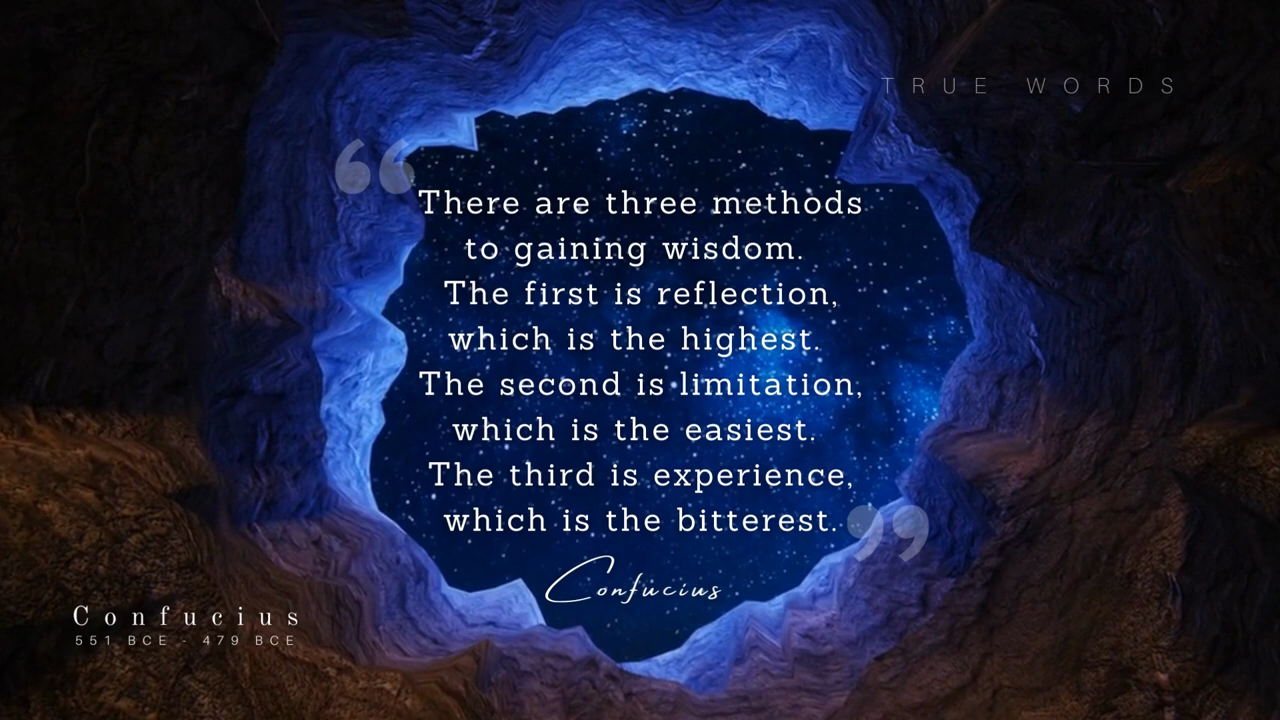 TRUE WORDS
“There are three methods
to gaining wisdom.
The first is reflection,
which is the highest.
The second is limitation,
which is the easiest.
The third is experience,
which is the bitterest.”
Confucius
Confucius
551 BCE - 479 BCE